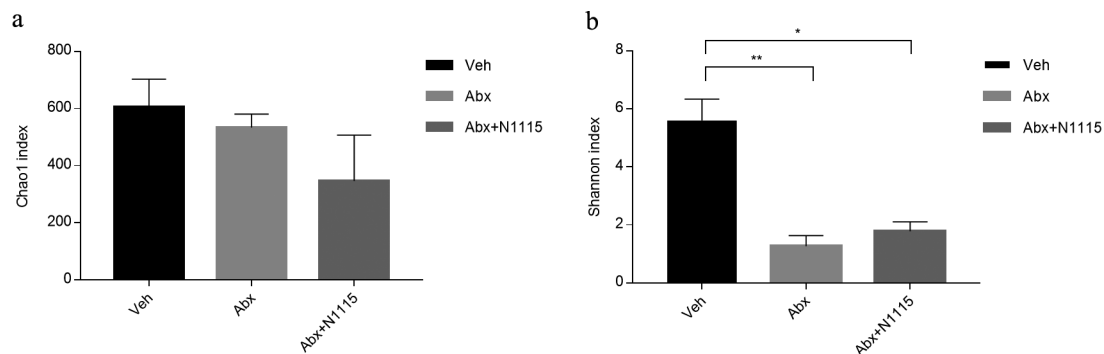 a
Chao1 index
800
600
400
200
0
Veh
Abx
Abx+N1115
Veh
Abx
Abx+N1115
b
Shannon index
8
6
4
2
0
*
**
Veh
Abx
Abx+N1115
Veh
Abx
Abx+N1115